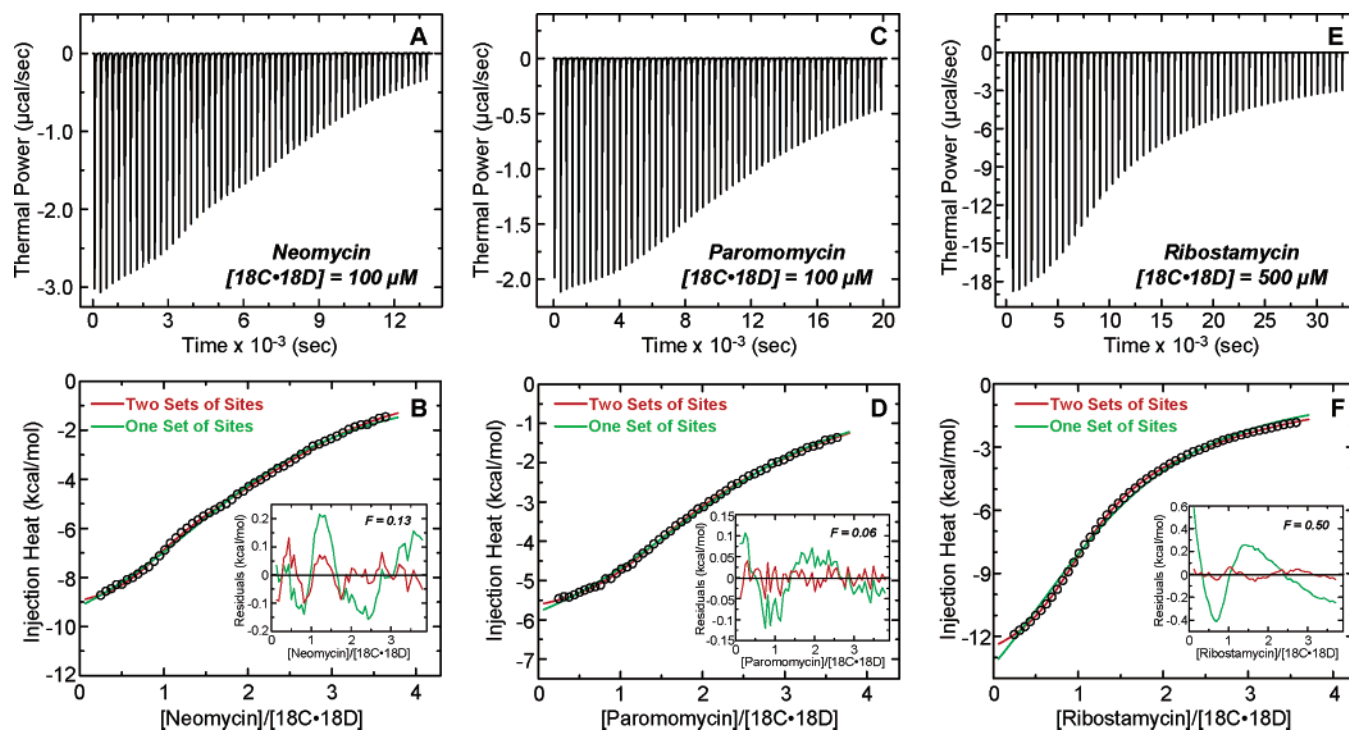 A
0
-1.0
-2.0
-3.0
Thermal Power (µcal/sec)
Neomycin
[18C•18D] = 100 µM
0 3 6 9 12
Time x 10-3 (sec)
C
0
-0.5
-1.0
-1.5
-2.0
Thermal Power (µcal/sec)
Paromomycin
[18C•18D] = 100 µM
0 4 8 12 16 20
Time x 10-3 (sec)
E
0
-3
-6
-9
-12
-15
-18
Thermal Power (µcal/sec)
Ribostamycin
[18C•18D] = 500 µM
0 5 10 15 20 25 30
Time x 10-3 (sec)
B
Two Sets of Sites
One Set of Sites
0
-2
-4
-6
-8
-10
-12
Injection Heat (kcal/mol)
F = 0.13
0.2
0.1
0
-0.1
-0.2
Residuals (kcal/mol)
0 1 2 3
[Neomycin]/[18C•18D]
0 1 2 3 4
[Neomycin]/[18C•18D]
D
Two Sets of Sites
One Set of Sites
0
-1
-2
-3
-4
-5
-6
-7
Injection Heat (kcal/mol)
F = 0.06
0.15
0.1
0.05
0
-0.05
-0.1
-0.15
Residuals (kcal/mol)
0 1 2 3
[Paromomycin]/[18C•18D]
0 1 2 3 4
[Paromomycin]/[18C•18D]
F
Two Sets of Sites
One Set of Sites
0
-3
-6
-9
-12
Injection Heat (kcal/mol)
F = 0.50
0.6
0.4
0.2
0
-0.2
-0.4
Residuals (kcal/mol)
0 1 2 3
[Ribostamycin]/[18C•18D]
0 1 2 3 4
[Ribostamycin]/[18C•18D]